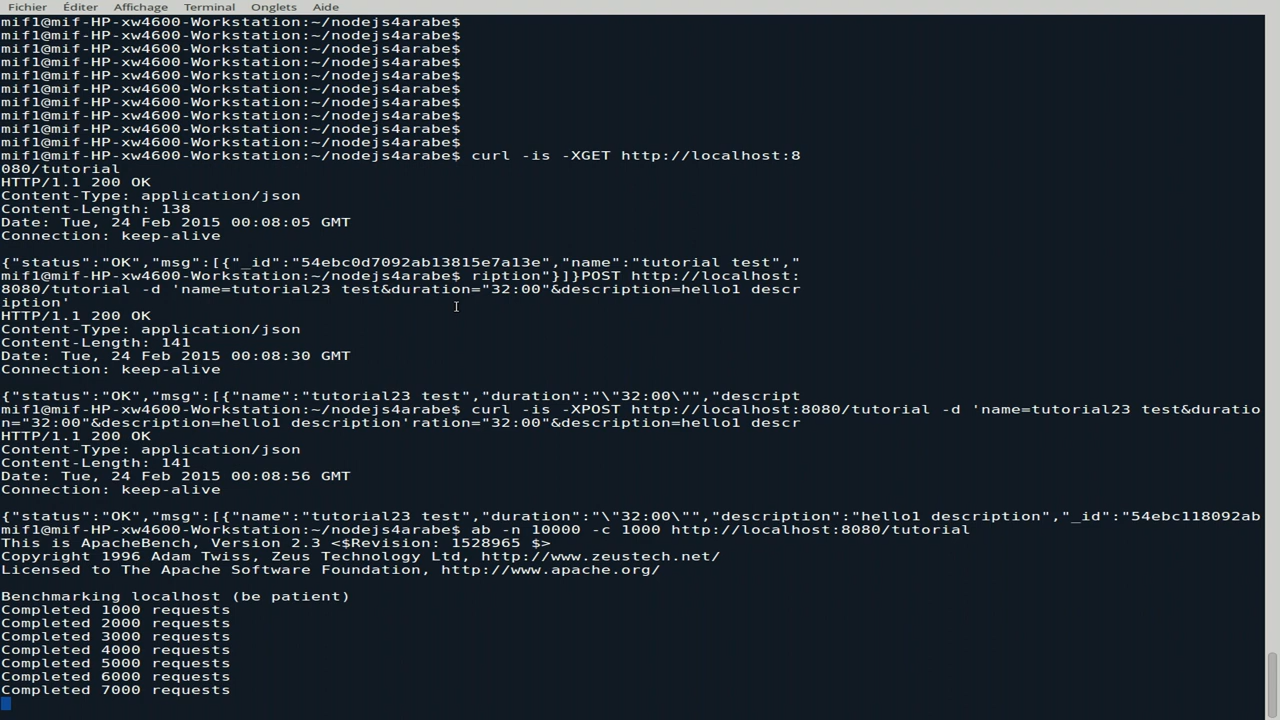 Fichier Éditer Affichage Terminal Onglets Aide
mif1@mif-HP-xw4600-Workstation:~/nodejs4arabe$
mif1@mif-HP-xw4600-Workstation:~/nodejs4arabe$
mif1@mif-HP-xw4600-Workstation:~/nodejs4arabe$
mif1@mif-HP-xw4600-Workstation:~/nodejs4arabe$
mif1@mif-HP-xw4600-Workstation:~/nodejs4arabe$
mif1@mif-HP-xw4600-Workstation:~/nodejs4arabe$
mif1@mif-HP-xw4600-Workstation:~/nodejs4arabe$
mif1@mif-HP-xw4600-Workstation:~/nodejs4arabe$
mif1@mif-HP-xw4600-Workstation:~/nodejs4arabe$
mif1@mif-HP-xw4600-Workstation:~/nodejs4arabe$
mif1@mif-HP-xw4600-Workstation:~/nodejs4arabe$ curl -is -XGET http://localhost:8
080/tutorial
HTTP/1.1 200 OK
Content-Type: application/json
Content-Length: 138
Date: Tue, 24 Feb 2015 00:08:05 GMT
Connection: keep-alive
{"status":"OK","msg":[{"_id":"54ebc0d7092ab13815e7a13e","name":"tutorial test","
mif1@mif-HP-xw4600-Workstation:~/nodejs4arabe$ ription"}]}POST http://localhost:
8080/tutorial -d 'name=tutorial23 test&duration="32:00"&description=hello1 descr
iption'
HTTP/1.1 200 OK
Content-Type: application/json
Content-Length: 141
Date: Tue, 24 Feb 2015 00:08:30 GMT
Connection: keep-alive
{"status":"OK","msg":[{"name":"tutorial23 test","duration":"\"32:00\"","descript
mif1@mif-HP-xw4600-Workstation:~/nodejs4arabe$ curl -is -XPOST http://localhost:8080/tutorial -d 'name=tutorial23 test&duratio
n="32:00"&description=hello1 description'ration="32:00"&description=hello1 descr
HTTP/1.1 200 OK
Content-Type: application/json
Content-Length: 141
Date: Tue, 24 Feb 2015 00:08:56 GMT
Connection: keep-alive
{"status":"OK","msg":[{"name":"tutorial23 test","duration":"\"32:00\"","description":"hello1 description","_id":"54ebc118092ab
mif1@mif-HP-xw4600-Workstation:~/nodejs4arabe$ ab -n 10000 -c 1000 http://localhost:8080/tutorial
This is ApacheBench, Version 2.3 <$Revision: 1528965 $>
Copyright 1996 Adam Twiss, Zeus Technology Ltd, http://www.zeustech.net/
Licensed to The Apache Software Foundation, http://www.apache.org/
Benchmarking localhost (be patient)
Completed 1000 requests
Completed 2000 requests
Completed 3000 requests
Completed 4000 requests
Completed 5000 requests
Completed 6000 requests
Completed 7000 requests